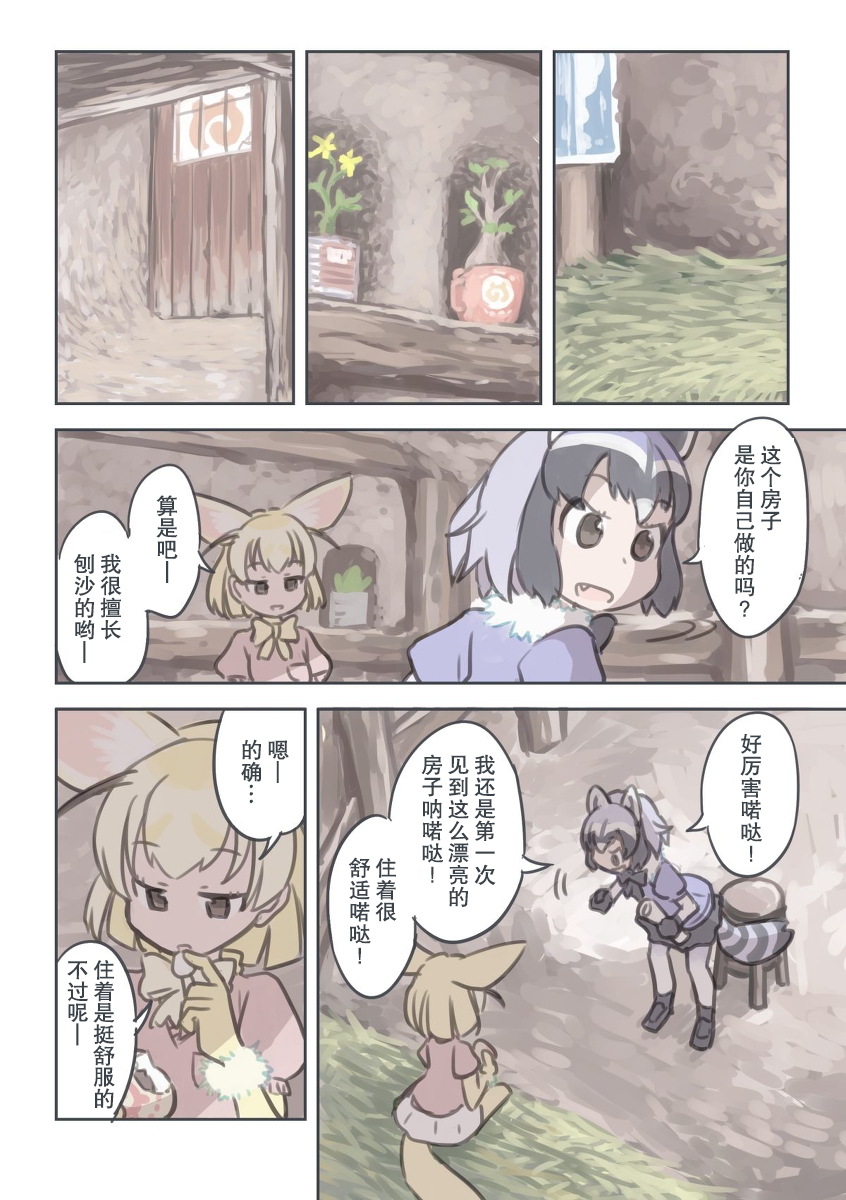 这个房子
是你自己做的吗？
算是吧—
我很擅长
刨沙的哟—
好厉害喏哒！
我还是第一次
见到这么漂亮的
房子呐喏哒！
住着很
舒适喏哒！
嗯—
的确…
住着是挺舒服的
不过呢—